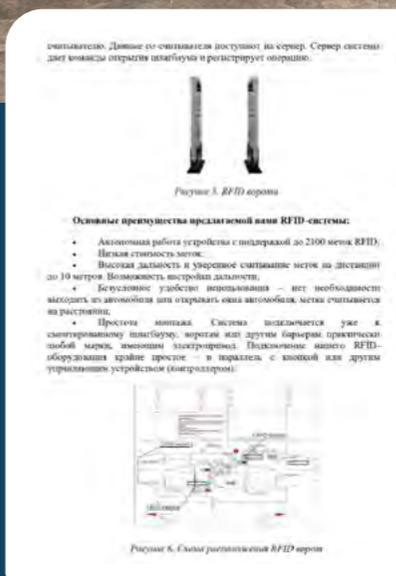 считывателю. Данные со считывателя поступают на сервер. Сервер системы
дает команды открытия шлагбаума и регистрирует операцию.
Рисунок 5. RFID ворота
Основные преимущества предлагаемой нами RFID-системы:
• Автономная работа устройства с поддержкой до 2100 меток RFID;
• Низкая стоимость меток;
• Высокая дальность и уверенное считывание меток на дистанции
до 10 метров. Возможность настройки дальности;
• Безусловное удобство использования – нет необходимости
выходить из автомобиля или открывать окна автомобиля, метка считывается
на расстоянии;
• Простота монтажа. Система подключается уже к
смонтированному шлагбауму, воротам или другим барьерам практически
любой марки, имеющим электропривод. Подключение нашего RFID-
оборудования крайне простое – в параллель с кнопкой или другим
управляющим устройством (контроллером).
Рисунок 6. Схема расположения RFID ворот